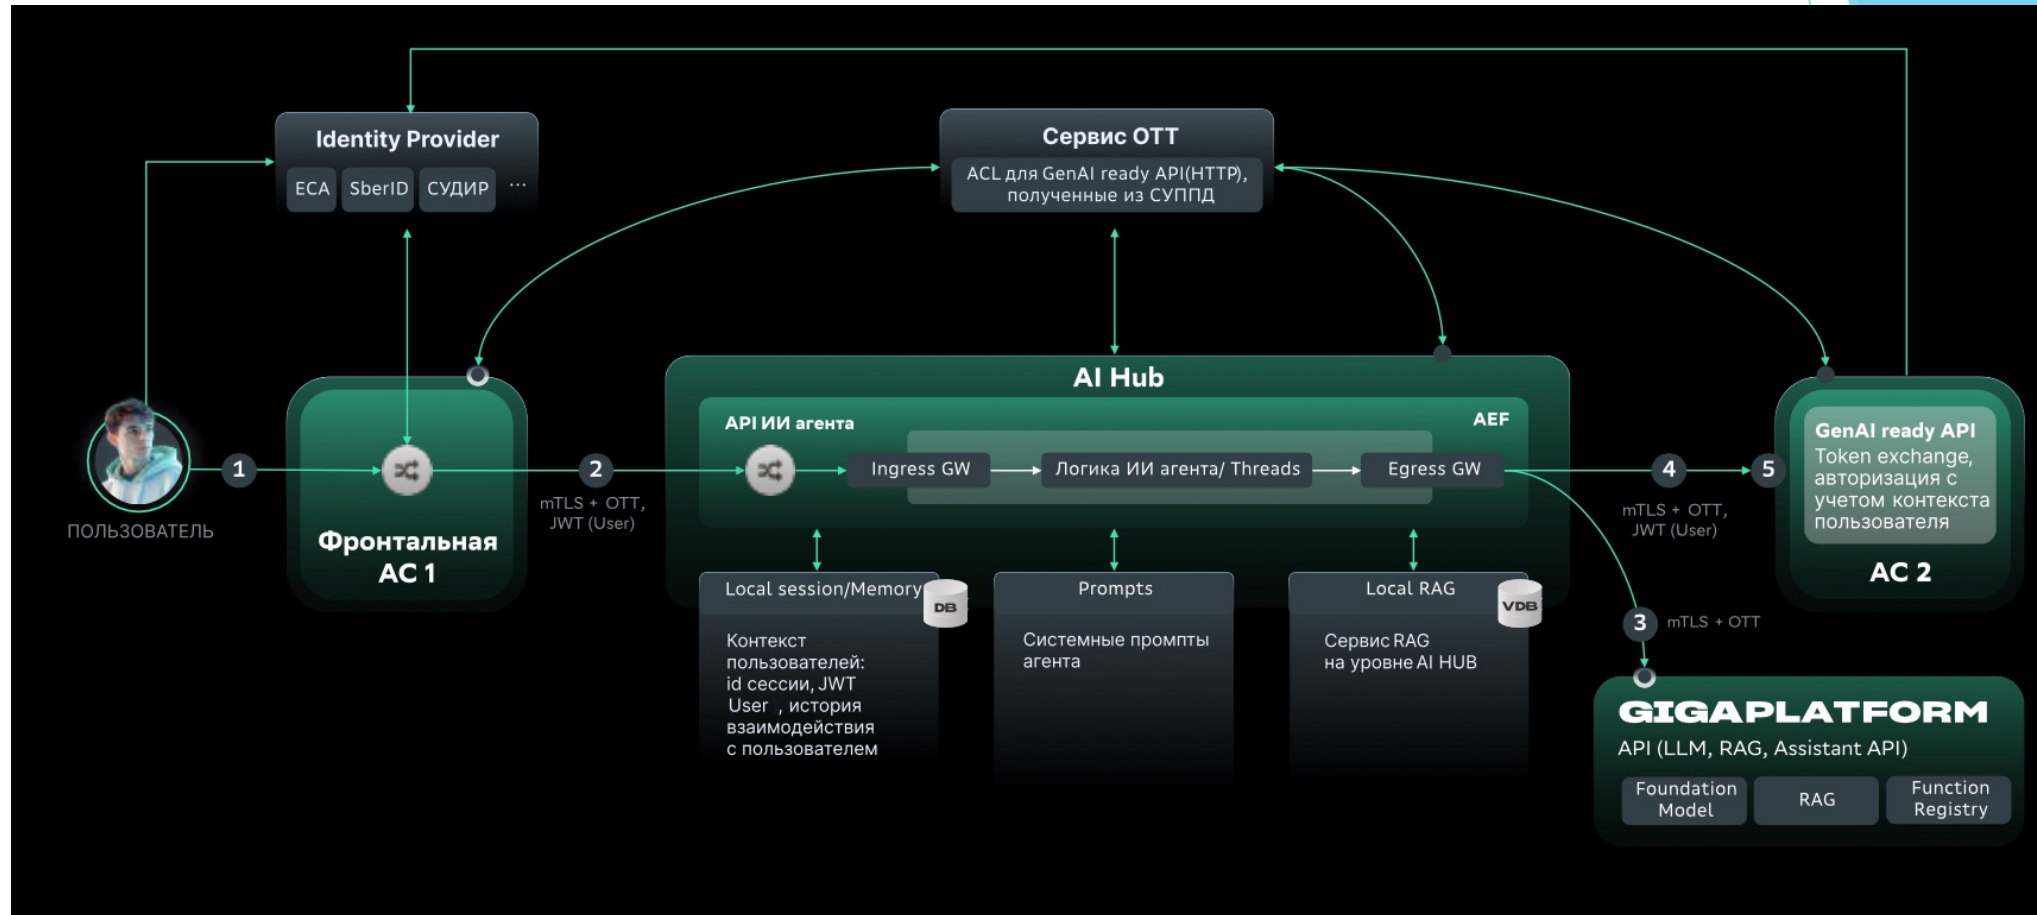 Identity Provider
ЕСА
SberID
СУДИР
...
Сервис ОТТ
ACL для GenAI ready API(HTTP),
полученные из СУППД
ПОЛЬЗОВАТЕЛЬ
1
Фронтальная
АС 1
2
mTLS + OTT,
JWT (User)
AI Hub
API ИИ агента
AEF
Ingress GW
Логика ИИ агента/ Threads
Egress GW
Local session/Memory
DB
Контекст
пользователей:
id сессии, JWT
User , история
взаимодействия
с пользователем
Prompts
Системные промпты
агента
Local RAG
VDB
Сервис RAG
на уровне AI HUB
4
mTLS + OTT,
JWT (User)
5
GenAI ready API
Token exchange,
авторизация с
учетом контекста
пользователя
АС 2
3
mTLS + OTT
GIGAPLATFORM
API (LLM, RAG, Assistant API)
Foundation
Model
RAG
Function
Registry